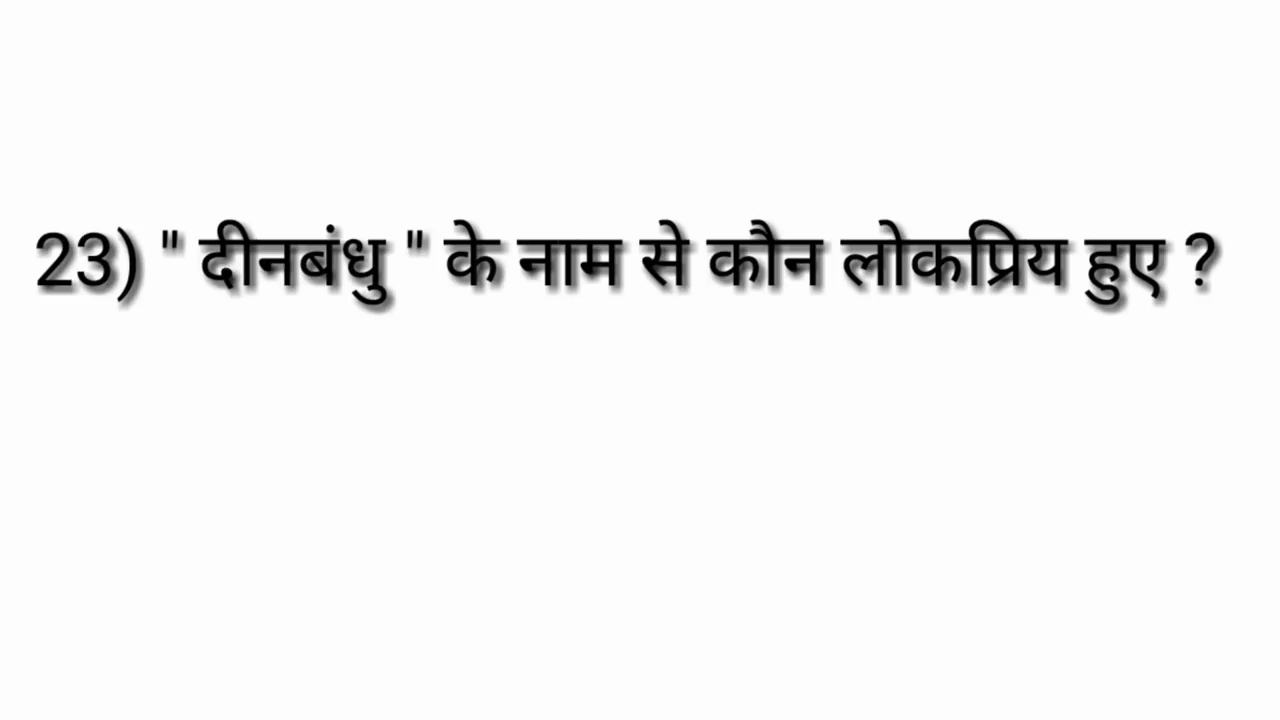 23) " दीनबंधु " के नाम से कौन लोकप्रिय हुए ?